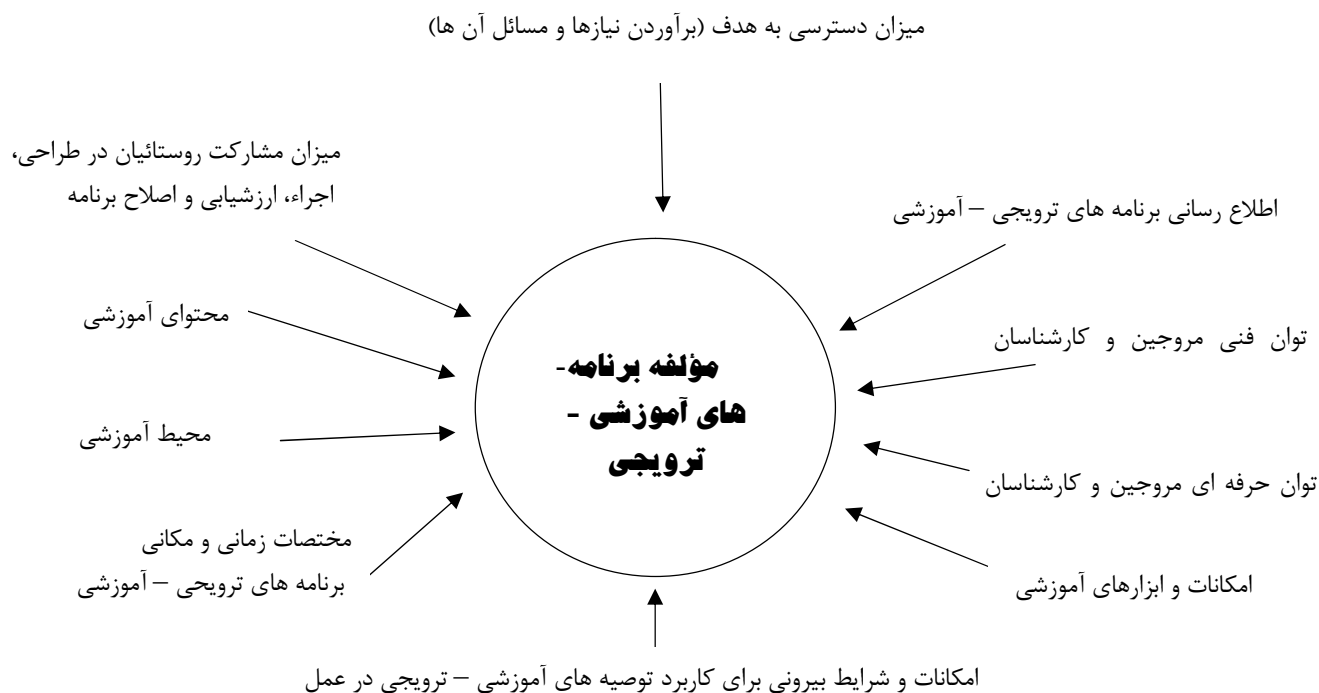 میزان دسترسی به هدف (برآوردن نیازها و مسائل آن ها)
میزان مشارکت روستائیان در طراحی،
اجراء، ارزشیابی و اصلاح برنامه
اطلاع رسانی برنامه های ترویجی – آموزشی
محتوای آموزشی
توان فنی مروجین و کارشناسان
مؤلفه برنامه-
های آموزشی -
ترویجی
محیط آموزشی
توان حرفه ای مروجین و کارشناسان
مختصات زمانی و مکانی
برنامه های ترویحی – آموزشی
امکانات و ابزارهای آموزشی
امکانات و شرایط بیرونی برای کاربرد توصیه های آموزشی – ترویجی در عمل